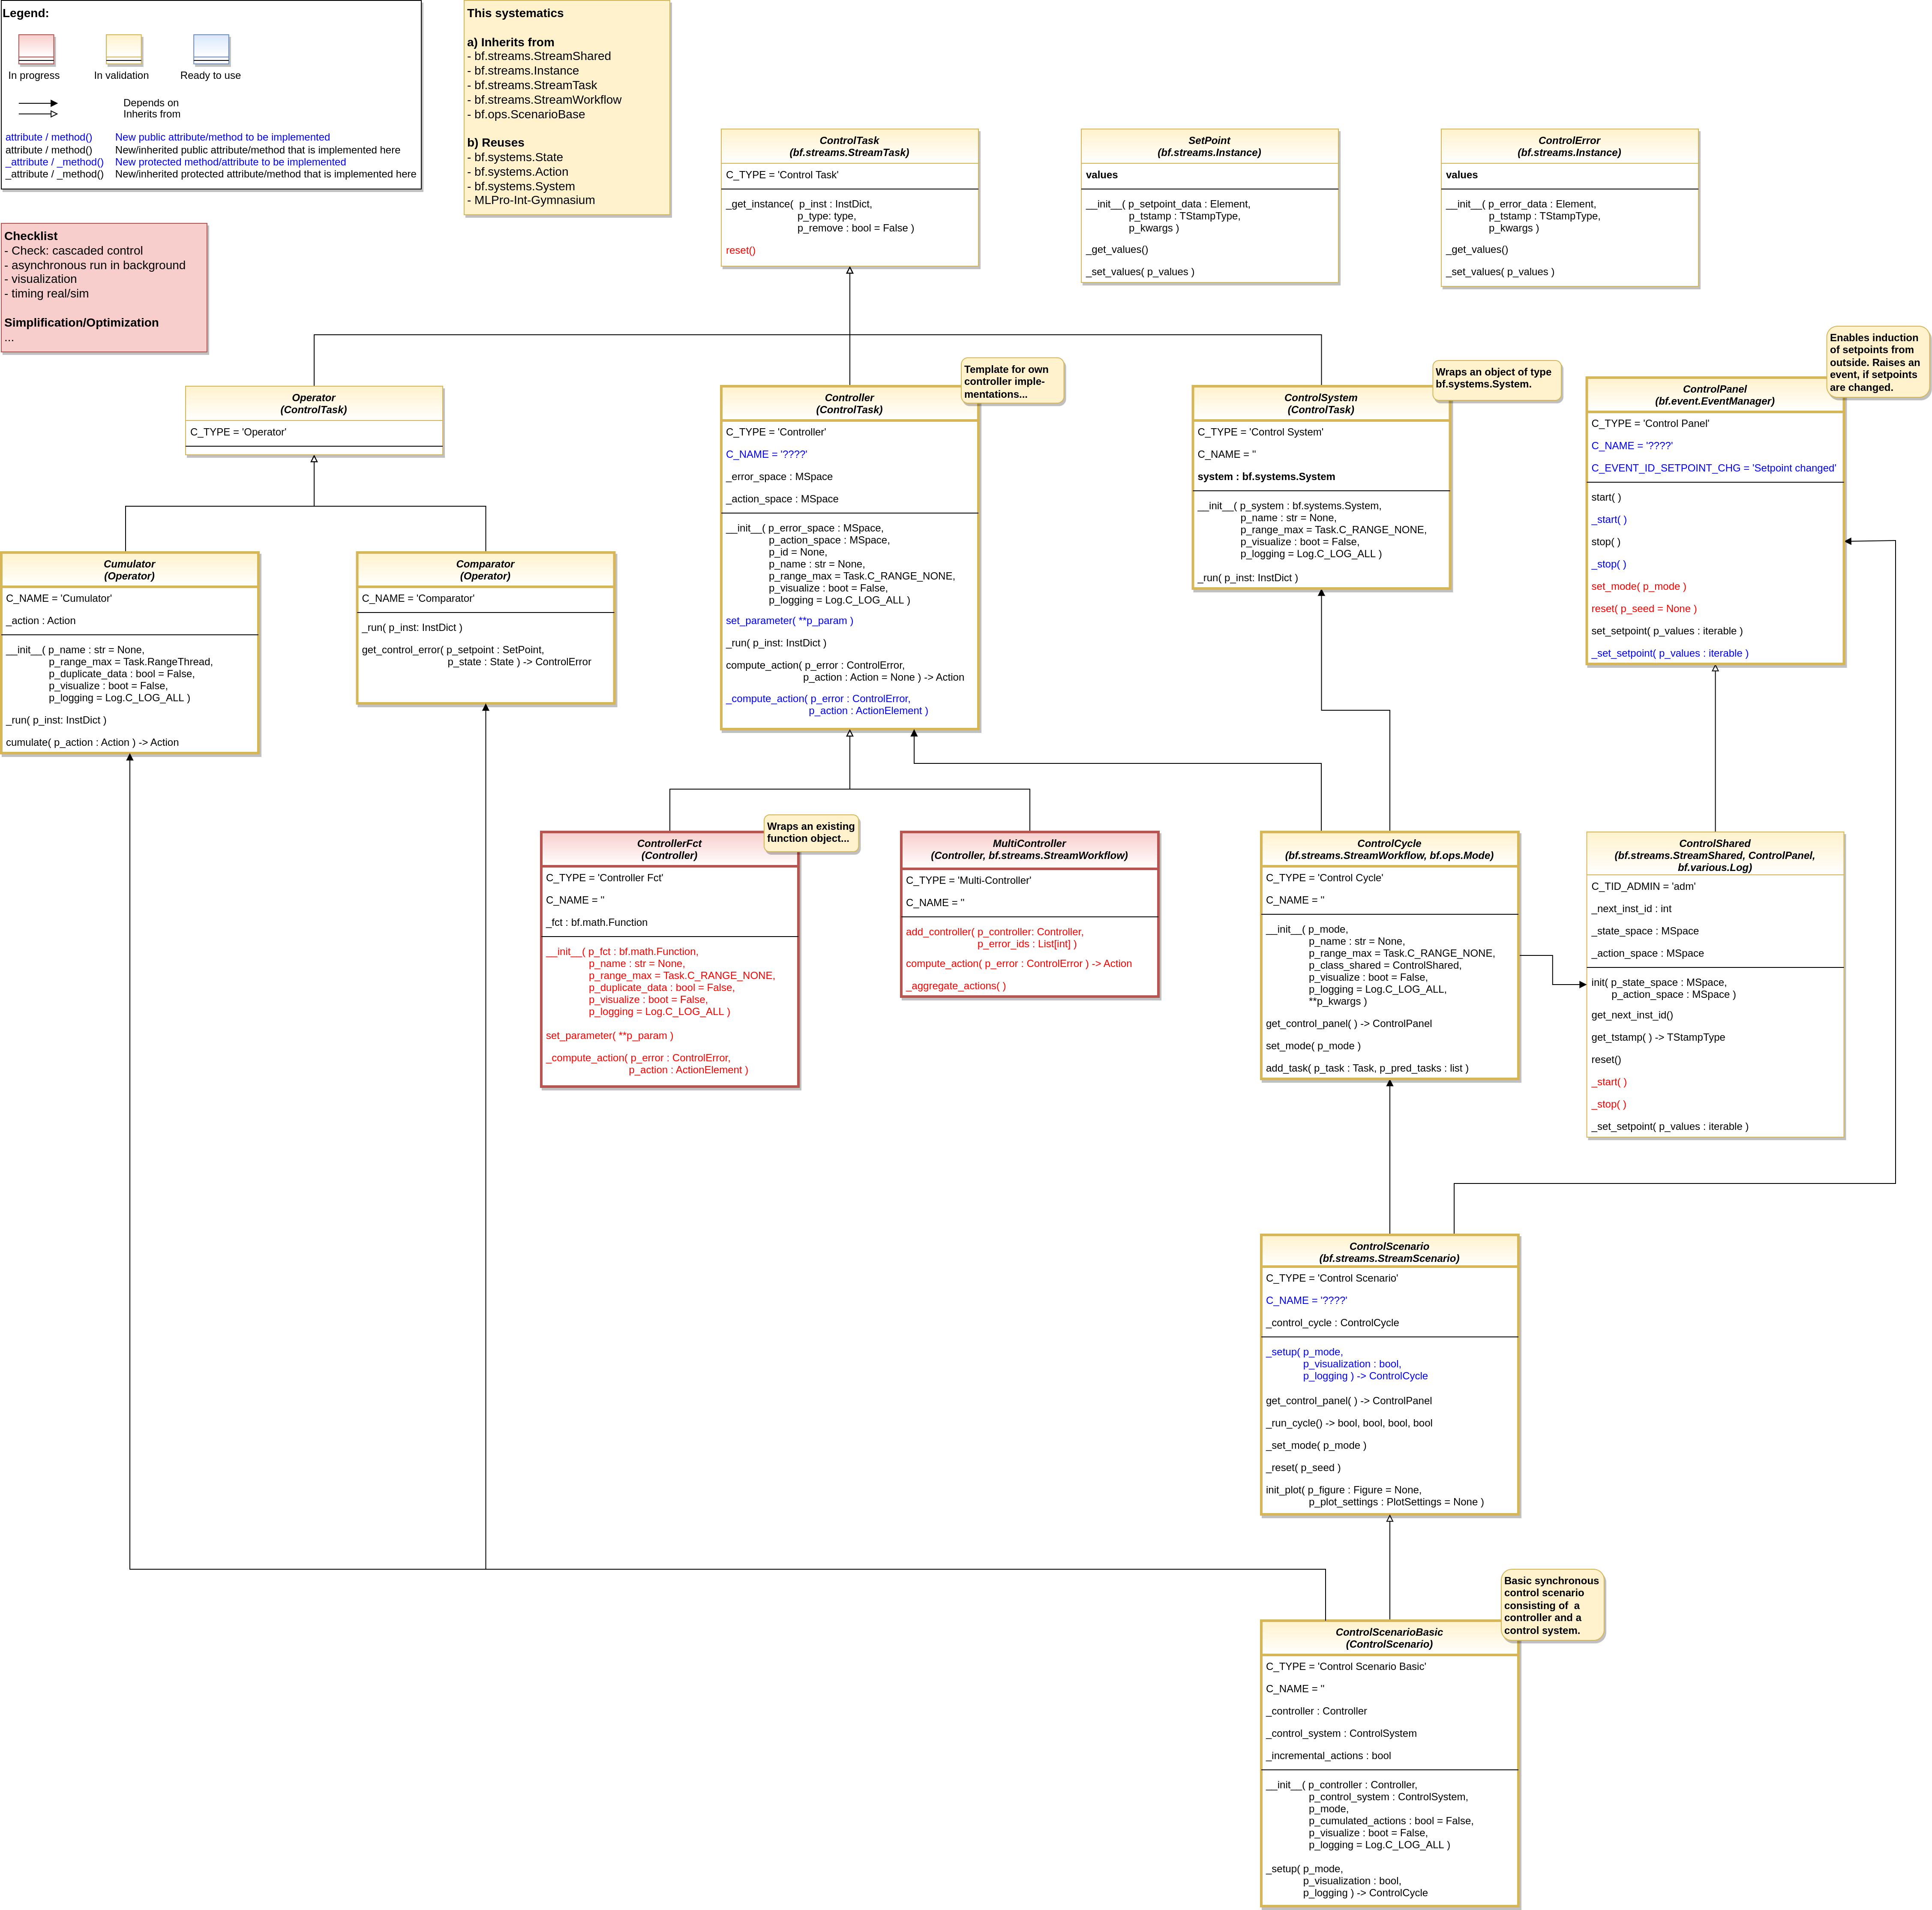 Legend:
In progress
In validation
Ready to use
Depends on
Inherits from
attribute / method() New public attribute/method to be implemented
attribute / method() New/inherited public attribute/method that is implemented here
_attribute / _method() New protected method/attribute to be implemented
_attribute / _method() New/inherited protected attribute/method that is implemented here
This systematics
a) Inherits from
- bf.streams.StreamShared
- bf.streams.Instance
- bf.streams.StreamTask
- bf.streams.StreamWorkflow
- bf.ops.ScenarioBase
b) Reuses
- bf.systems.State
- bf.systems.Action
- bf.systems.System
- MLPro-Int-Gymnasium
Checklist
- Check: cascaded control
- asynchronous run in background
- visualization
- timing real/sim
Simplification/Optimization
...
ControlTask
(bf.streams.StreamTask)
C_TYPE = 'Control Task'
_get_instance( p_inst : InstDict,
p_type: type,
p_remove : bool = False )
reset()
SetPoint
(bf.streams.Instance)
values
__init__( p_setpoint_data : Element,
p_tstamp : TStampType,
p_kwargs )
_get_values()
_set_values( p_values )
ControlError
(bf.streams.Instance)
values
__init__( p_error_data : Element,
p_tstamp : TStampType,
p_kwargs )
_get_values()
_set_values( p_values )
Operator
(ControlTask)
C_TYPE = 'Operator'
Template for own
controller imple-
mentations...
Controller
(ControlTask)
C_TYPE = 'Controller'
C_NAME = '????'
_error_space : MSpace
_action_space : MSpace
__init__( p_error_space : MSpace,
p_action_space : MSpace,
p_id = None,
p_name : str = None,
p_range_max = Task.C_RANGE_NONE,
p_visualize : boot = False,
p_logging = Log.C_LOG_ALL )
set_parameter( **p_param )
_run( p_inst: InstDict )
compute_action( p_error : ControlError,
p_action : Action = None ) -> Action
_compute_action( p_error : ControlError,
p_action : ActionElement )
Wraps an object of type
bf.systems.System.
ControlSystem
(ControlTask)
C_TYPE = 'Control System'
C_NAME = ''
system : bf.systems.System
__init__( p_system : bf.systems.System,
p_name : str = None,
p_range_max = Task.C_RANGE_NONE,
p_visualize : boot = False,
p_logging = Log.C_LOG_ALL )
_run( p_inst: InstDict )
Enables induction
of setpoints from
outside. Raises an
event, if setpoints
are changed.
ControlPanel
(bf.event.EventManager)
C_TYPE = 'Control Panel'
C_NAME = '????'
C_EVENT_ID_SETPOINT_CHG = 'Setpoint changed'
start( )
_start( )
stop( )
_stop( )
set_mode( p_mode )
reset( p_seed = None )
set_setpoint( p_values : iterable )
_set_setpoint( p_values : iterable )
Cumulator
(Operator)
C_NAME = 'Cumulator'
_action : Action
__init__( p_name : str = None,
p_range_max = Task.RangeThread,
p_duplicate_data : bool = False,
p_visualize : boot = False,
p_logging = Log.C_LOG_ALL )
_run( p_inst: InstDict )
cumulate( p_action : Action ) -> Action
Comparator
(Operator)
C_NAME = 'Comparator'
_run( p_inst: InstDict )
get_control_error( p_setpoint : SetPoint,
p_state : State ) -> ControlError
Wraps an existing
function object...
ControllerFct
(Controller)
C_TYPE = 'Controller Fct'
C_NAME = ''
_fct : bf.math.Function
__init__( p_fct : bf.math.Function,
p_name : str = None,
p_range_max = Task.C_RANGE_NONE,
p_duplicate_data : bool = False,
p_visualize : boot = False,
p_logging = Log.C_LOG_ALL )
set_parameter( **p_param )
_compute_action( p_error : ControlError,
p_action : ActionElement )
MultiController
(Controller, bf.streams.StreamWorkflow)
C_TYPE = 'Multi-Controller'
C_NAME = ''
add_controller( p_controller: Controller,
p_error_ids : List[int] )
compute_action( p_error : ControlError ) -> Action
_aggregate_actions( )
ControlCycle
(bf.streams.StreamWorkflow, bf.ops.Mode)
C_TYPE = 'Control Cycle'
C_NAME = ''
__init__( p_mode,
p_name : str = None,
p_range_max = Task.C_RANGE_NONE,
p_class_shared = ControlShared,
p_visualize : boot = False,
p_logging = Log.C_LOG_ALL,
**p_kwargs )
get_control_panel( ) -> ControlPanel
set_mode( p_mode )
add_task( p_task : Task, p_pred_tasks : list )
ControlShared
(bf.streams.StreamShared, ControlPanel,
bf.various.Log)
C_TID_ADMIN = 'adm'
_next_inst_id : int
_state_space : MSpace
_action_space : MSpace
init( p_state_space : MSpace,
p_action_space : MSpace )
get_next_inst_id()
get_tstamp( ) -> TStampType
reset()
_start( )
_stop( )
_set_setpoint( p_values : iterable )
ControlScenario
(bf.streams.StreamScenario)
C_TYPE = 'Control Scenario'
C_NAME = '????'
_control_cycle : ControlCycle
_setup( p_mode,
p_visualization : bool,
p_logging ) -> ControlCycle
get_control_panel( ) -> ControlPanel
_run_cycle() -> bool, bool, bool, bool
_set_mode( p_mode )
_reset( p_seed )
init_plot( p_figure : Figure = None,
p_plot_settings : PlotSettings = None )
Basic synchronous
control scenario
consisting of a
controller and a
control system.
ControlScenarioBasic
(ControlScenario)
C_TYPE = 'Control Scenario Basic'
C_NAME = ''
_controller : Controller
_control_system : ControlSystem
_incremental_actions : bool
__init__( p_controller : Controller,
p_control_system : ControlSystem,
p_mode,
p_cumulated_actions : bool = False,
p_visualize : boot = False,
p_logging = Log.C_LOG_ALL )
_setup( p_mode,
p_visualization : bool,
p_logging ) -> ControlCycle